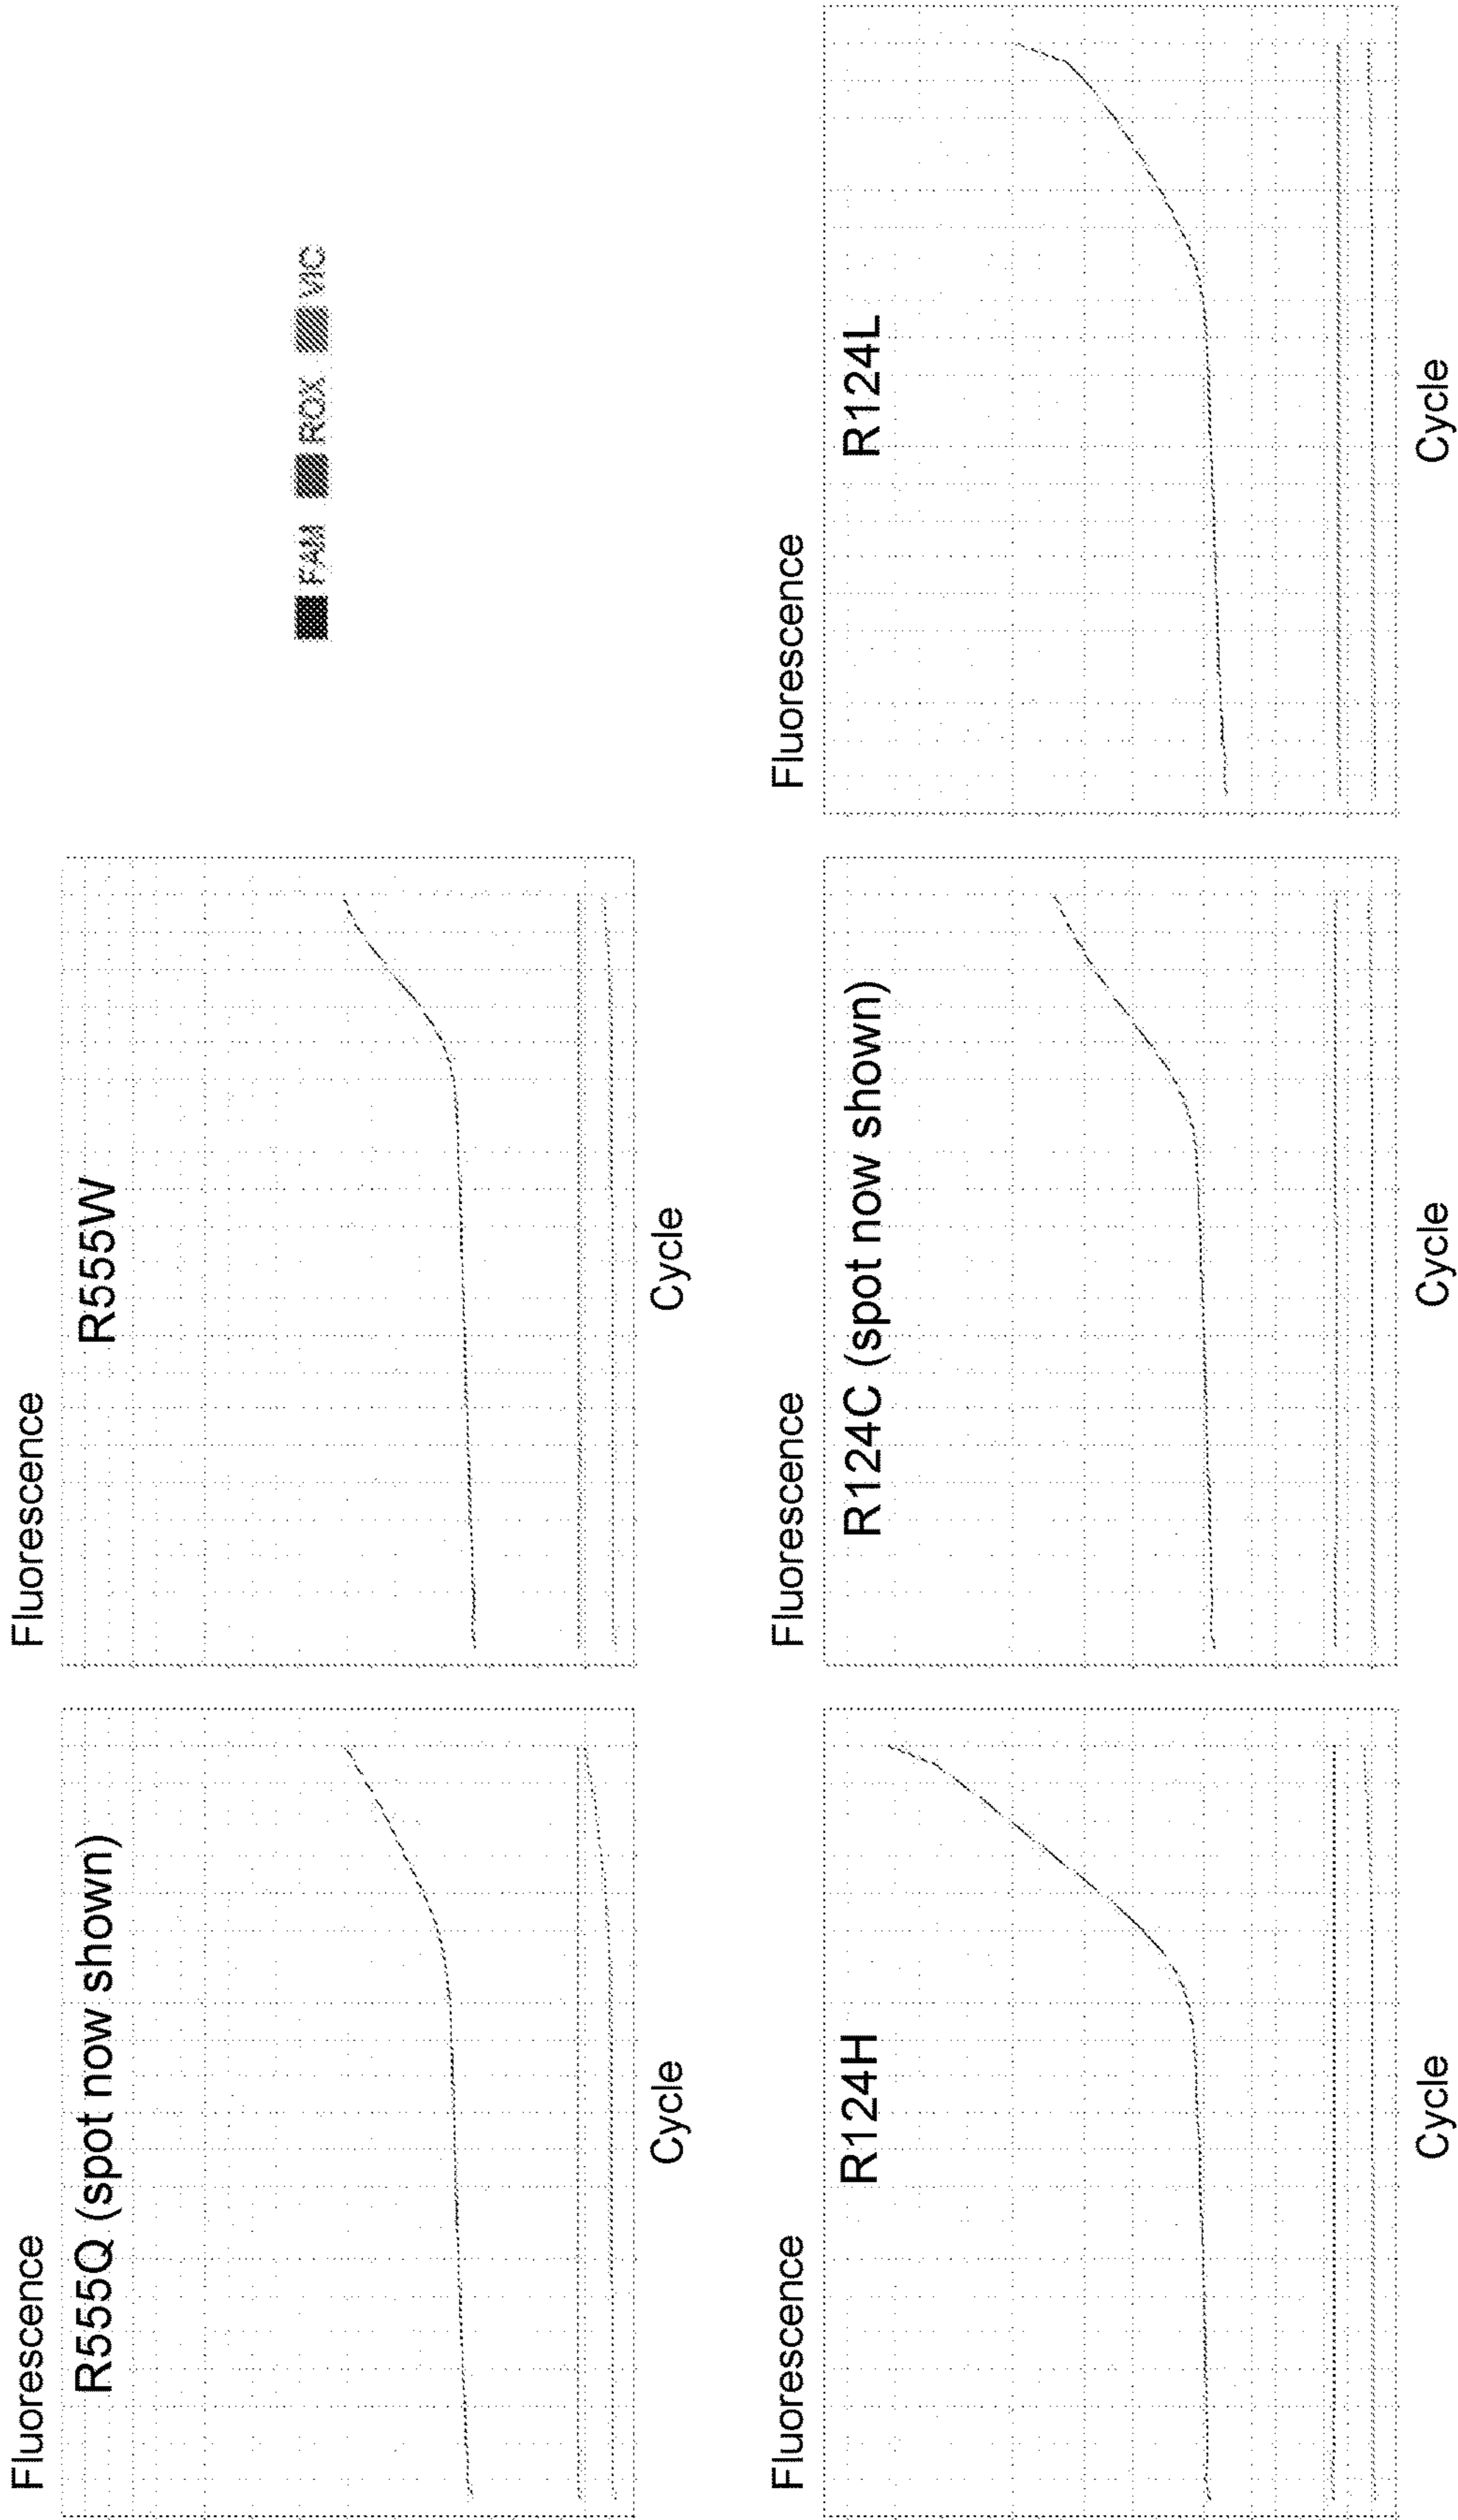 Fluorescence
R555Q (spot now shown)
Cycle
Fluorescence
R555W
Cycle
FAM ROX VIC
Fluorescence
R124H
Cycle
Fluorescence
R124C (spot now shown)
Cycle
Fluorescence
R124L
Cycle